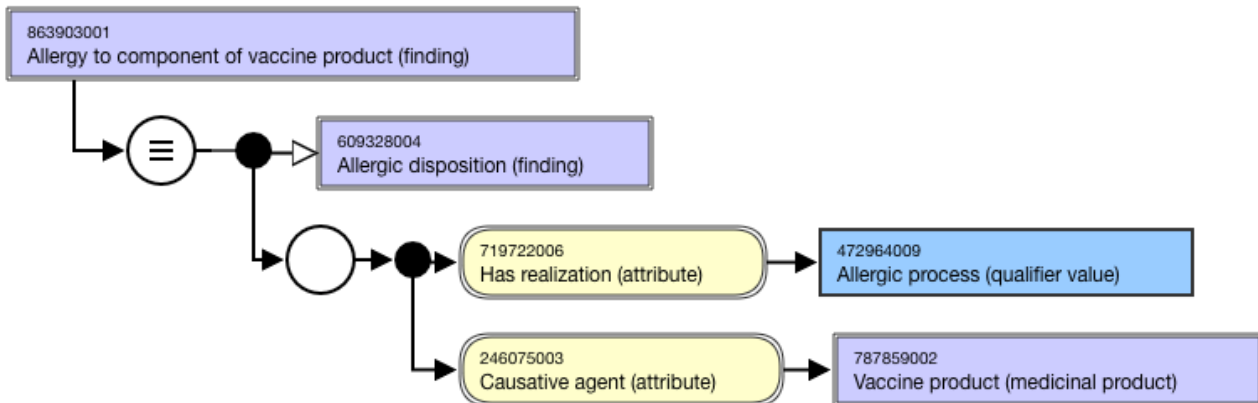 863903001
Allergy to component of vaccine product (finding)
609328004
Allergic disposition (finding)
719722006
Has realization (attribute)
472964009
Allergic process (qualifier value)
246075003
Causative agent (attribute)
787859002
Vaccine product (medicinal product)